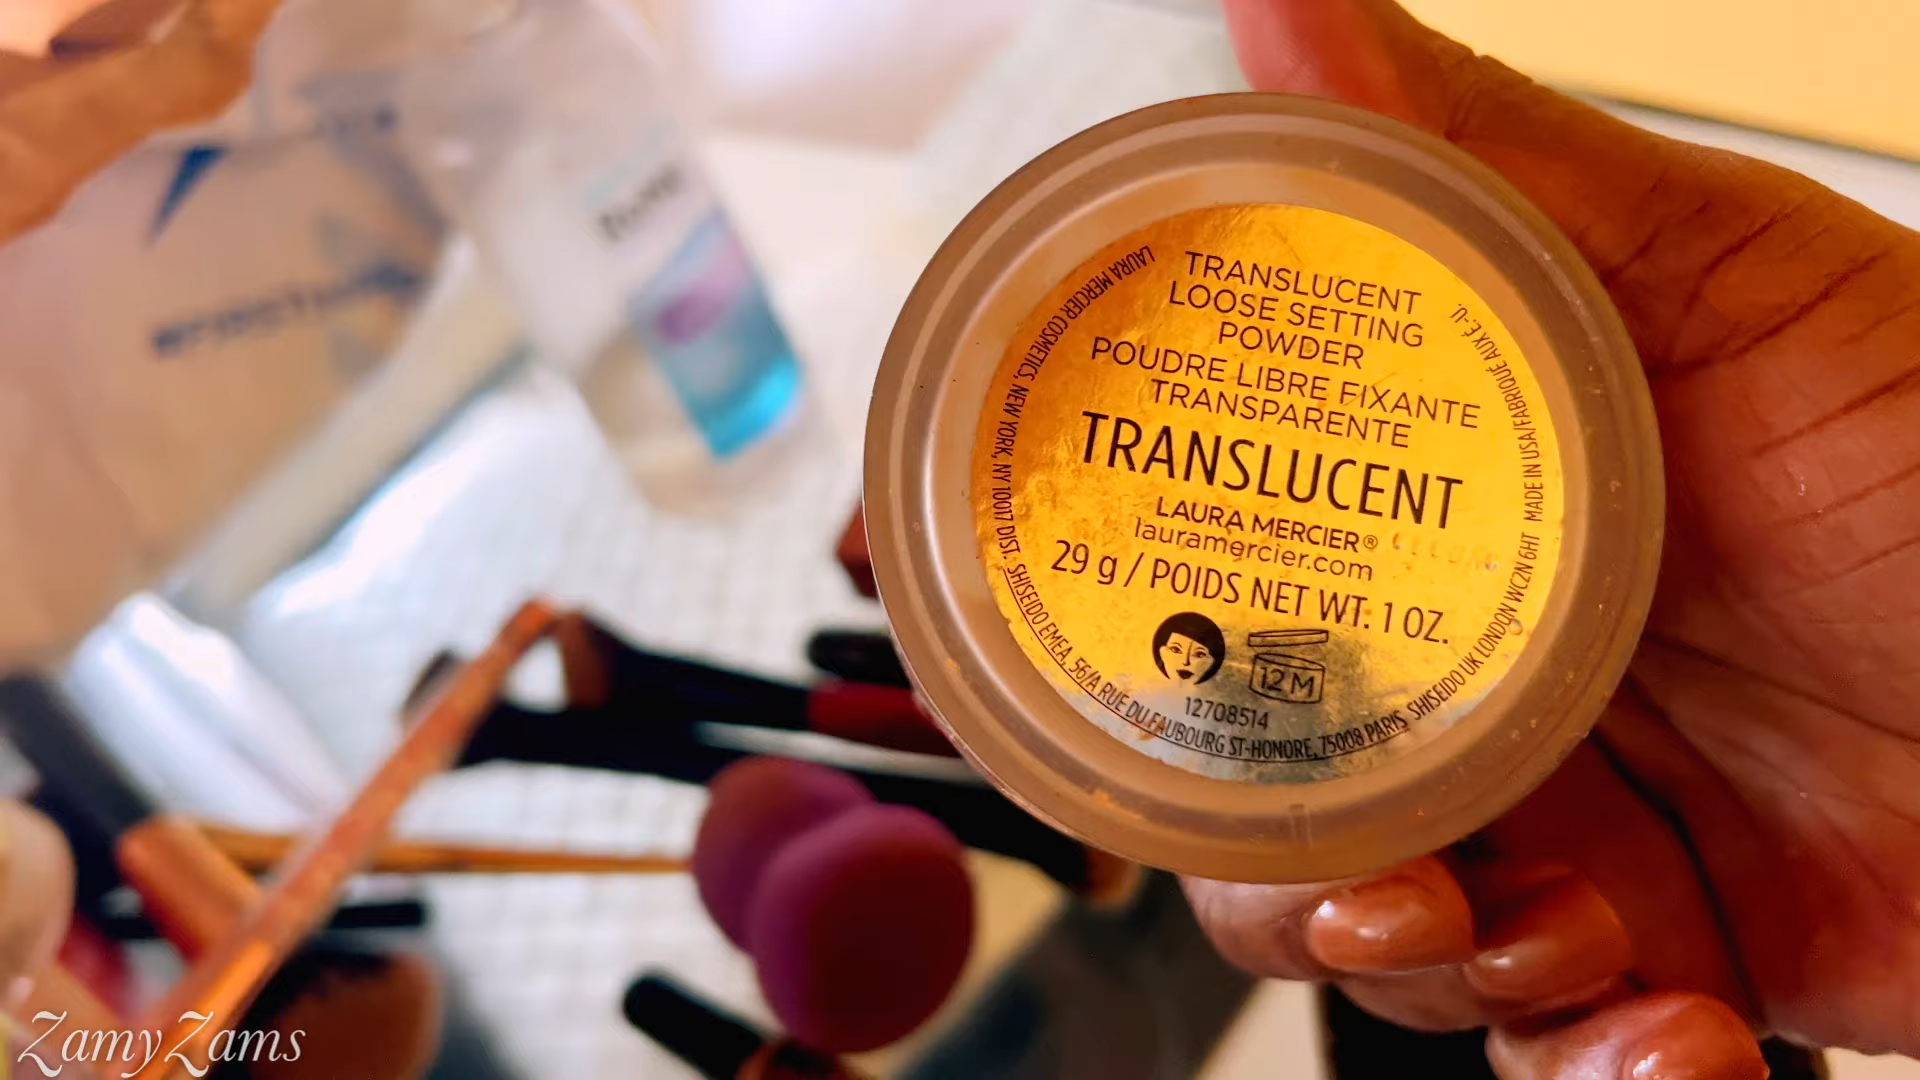 TRANSLUCENT
LOOSE SETTING
POWDER
POUDRE LIBRE FIXANTE
TRANSPARENTE
TRANSLUCENT
LAURA MERCIER®
lauramercier.com
29 g / POIDS NET WT. 1 OZ.
12 M
12708514
LAURA MERCIER COSMETICS, NEW YORK, NY 10017 DIST. SHISEIDO EMEA, 56/A RUE DU FAUBOURG ST-HONORE, 75008 PARIS SHISEIDO UK LONDON WC2N 6HT MADE IN USA/FABRIQUÉ AUX É.-U.
ZamyZams